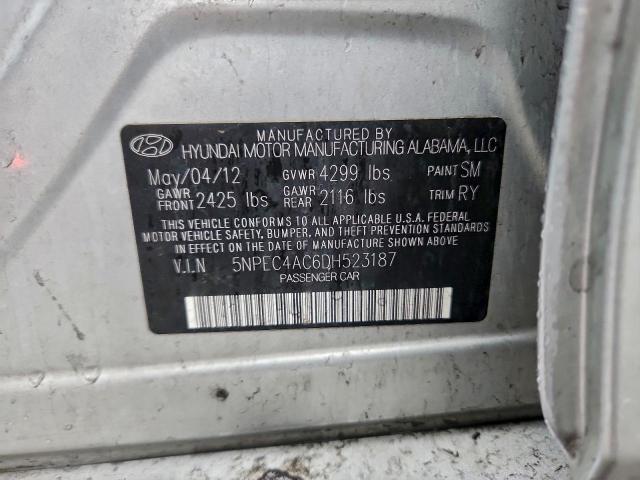 MANUFACTURED BY
HYUNDAI MOTOR MANUFACTURING ALABAMA, LLC
May/04/12 GVWR 4299 lbs PAINT SM
GAWR FRONT 2425 lbs GAWR REAR 2116 lbs TRIM RY
THIS VEHICLE CONFORMS TO ALL APPLICABLE U.S.A. FEDERAL
MOTOR VEHICLE SAFETY, BUMPER, AND THEFT PREVENTION STANDARDS
IN EFFECT ON THE DATE OF MANUFACTURE SHOWN ABOVE.
V.I.N 5NPEC4AC6DH523187
PASSENGER CAR